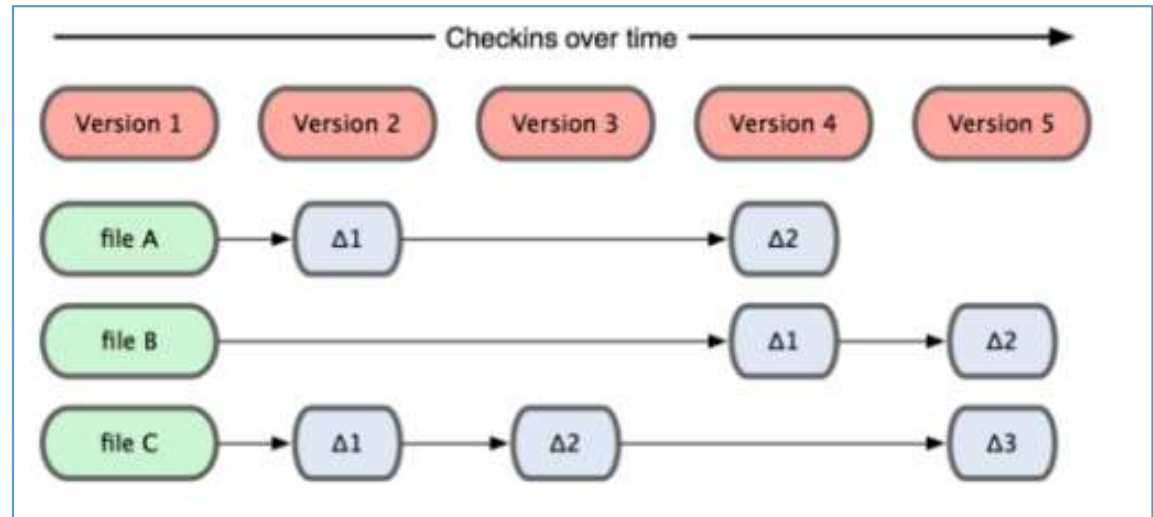 Checkins over time
Version 1 Version 2 Version 3 Version 4 Version 5
file A Δ1 Δ2
file B Δ1 Δ2
file C Δ1 Δ2 Δ3